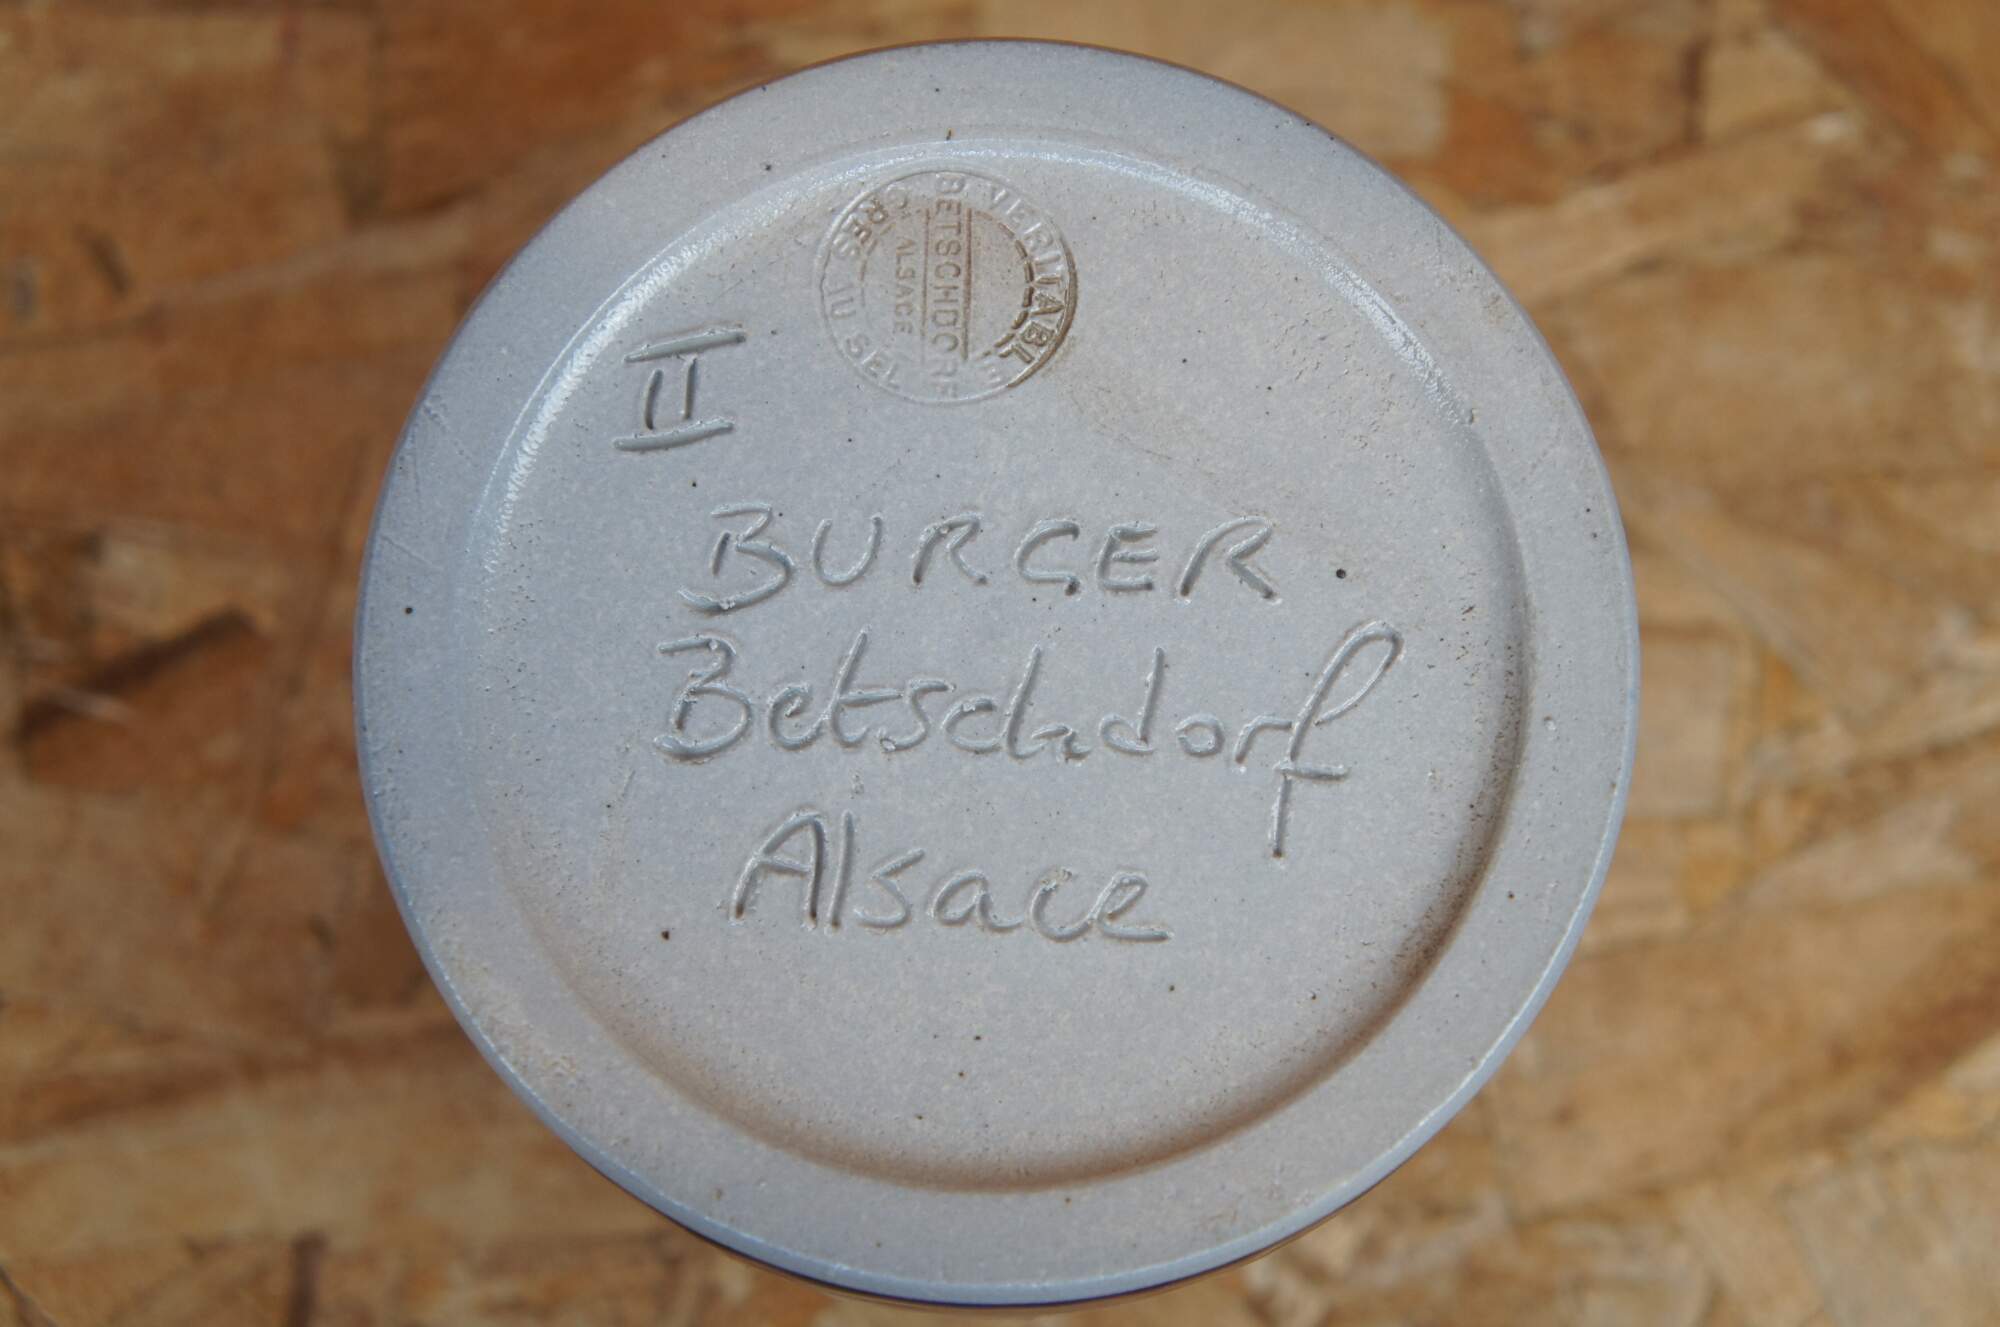 VERITABLE
BETSCHDORF
ALSACE
GRES AU SEL
II
BURGER
Betschdorf
Alsace